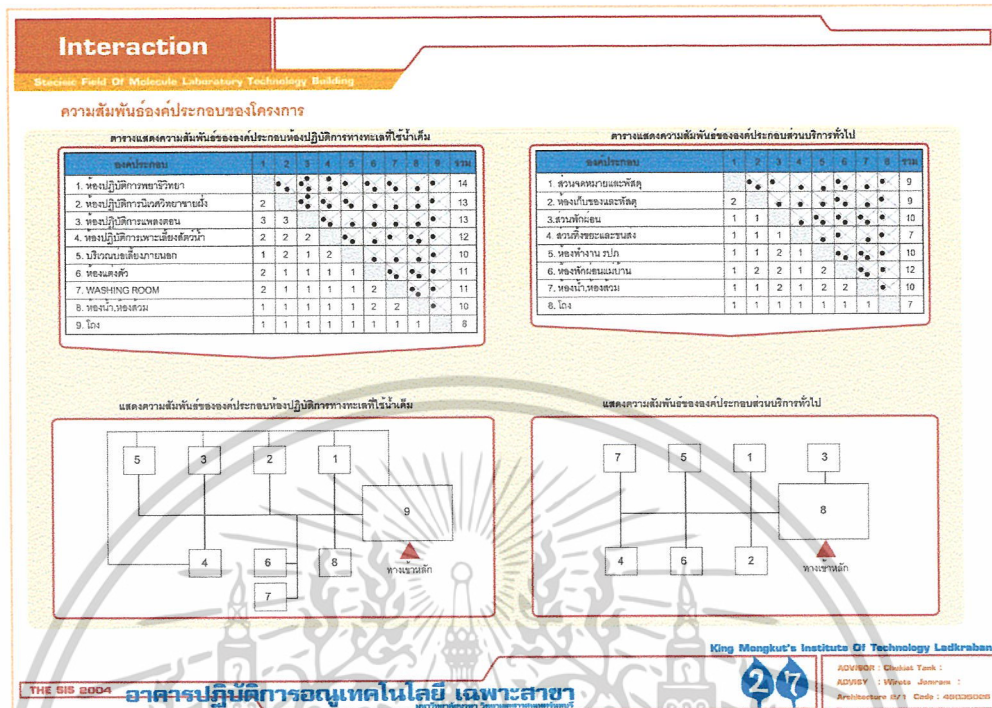 Interaction
Stacinic Field Of Molecule Laboratory Technology Building
ความสัมพันธ์องค์ประกอบของโครงการ
ตารางแสดงความสัมพันธ์ขององค์ประกอบห้องปฏิบัติการทางทะเลที่ใช้น้ำเค็ม
องค์ประกอบ 1 2 3 4 5 6 7 8 9 รวม
1. ห้องปฏิบัติการพยาธิวิทยา 14
2. ห้องปฏิบัติการนิเวศวิทยาชายฝั่ง 2 13
3. ห้องปฏิบัติการแพลงตอน 3 3 13
4. ห้องปฏิบัติการเพาะเลี้ยงสัตว์น้ำ 2 2 2 12
5. บริเวณบ่อเลี้ยงภายนอก 1 2 1 2 10
6. ห้องแต่งตัว 2 1 1 1 1 11
7. WASHING ROOM 2 1 1 1 1 2 11
8. ห้องน้ำ,ห้องส้วม 1 1 1 1 1 2 2 10
9. โถง 1 1 1 1 1 1 1 1 8
ตารางแสดงความสัมพันธ์ขององค์ประกอบส่วนบริการทั่วไป
องค์ประกอบ 1 2 3 4 5 6 7 8 รวม
1. ส่วนจดหมายและพัสดุ 9
2. ห้องเก็บของและพัสดุ 2 9
3.ส่วนพักผ่อน 1 1 10
4. ส่วนทิ้งขยะและขนส่ง 1 1 1 7
5. ห้องทำงาน รปภ 1 1 2 1 10
6. ห้องพักผ่อนแม่บ้าน 1 2 2 1 2 12
7. ห้องน้ำ,ห้องส้วม 1 1 2 1 2 2 10
8. โถง 1 1 1 1 1 1 1 7
แสดงความสัมพันธ์ขององค์ประกอบห้องปฏิบัติการทางทะเลที่ใช้น้ำเค็ม
5 3 2 1
9
4 6 8
ทางเข้าหลัก
7
แสดงความสัมพันธ์ขององค์ประกอบส่วนบริการทั่วไป
7 5 1 3
8
4 6 2
ทางเข้าหลัก
King Mongkut's Institute Of Technology Ladkraban
THE SIS 2004
อาคารปฏิบัติการอณูเทคโนโลยี เฉพาะสาขา
27
ADVISOR : Chukiat Tank :
ADVISY : Wirote Jomrarn :
Architecture